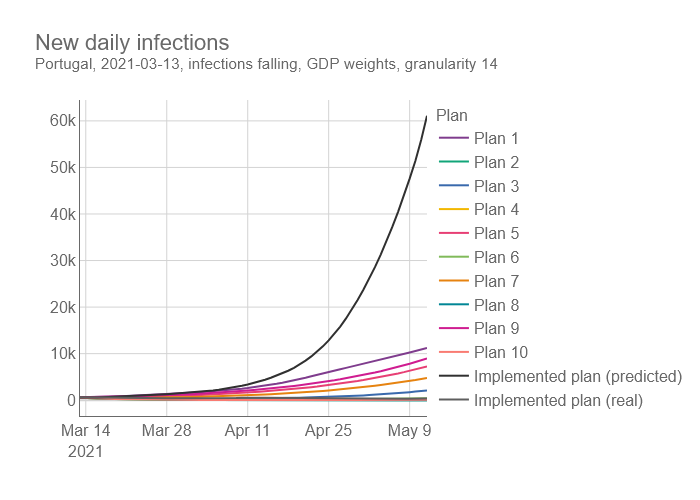 New daily infections
Portugal, 2021-03-13, infections falling, GDP weights, granularity 14
60k
50k
40k
30k
20k
10k
0
Mar 14
2021
Mar 28
Apr 11
Apr 25
May 9
Plan
Plan 1
Plan 2
Plan 3
Plan 4
Plan 5
Plan 6
Plan 7
Plan 8
Plan 9
Plan 10
Implemented plan (predicted)
Implemented plan (real)